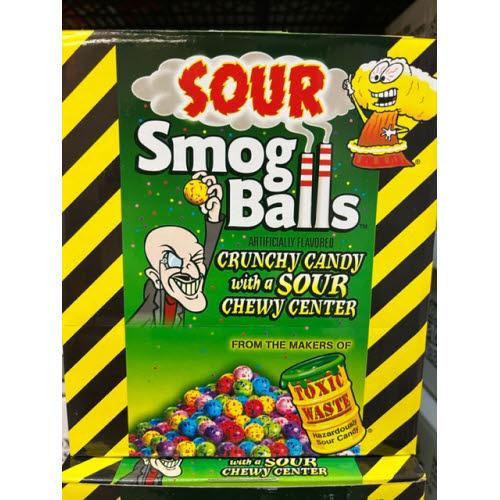 SOUR
Smog
Balls
TM
ARTIFICIALLY FLAVORED
CRUNCHY CANDY
with a SOUR
CHEWY CENTER
FROM THE MAKERS OF
TOXIC
WASTE
®
Hazardously
Sour Candy
®
with a SOUR
CHEWY CENTER